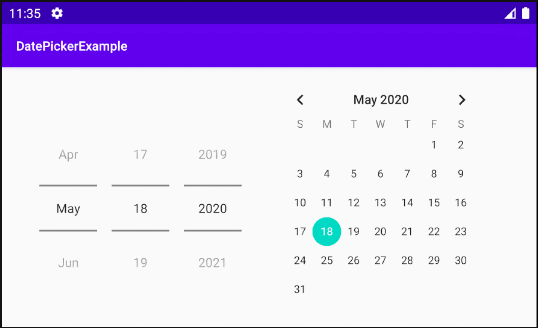 11:35
DatePickerExample
Apr 17 2019
May 18 2020
Jun 19 2021
May 2020
S M T W T F S
1 2
3 4 5 6 7 8 9
10 11 12 13 14 15 16
17 18 19 20 21 22 23
24 25 26 27 28 29 30
31